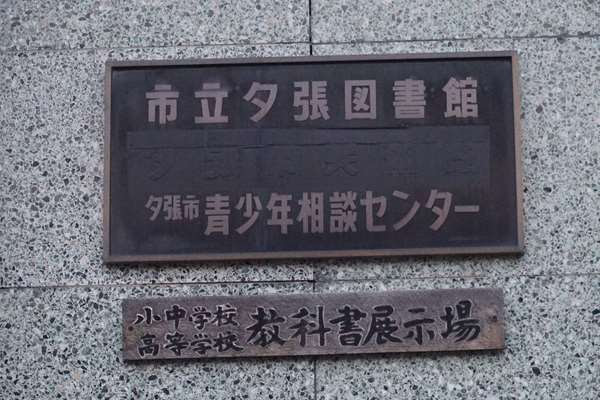 市立夕張図書館
夕張市青少年相談センター
小中学校
高等学校
教科書展示場